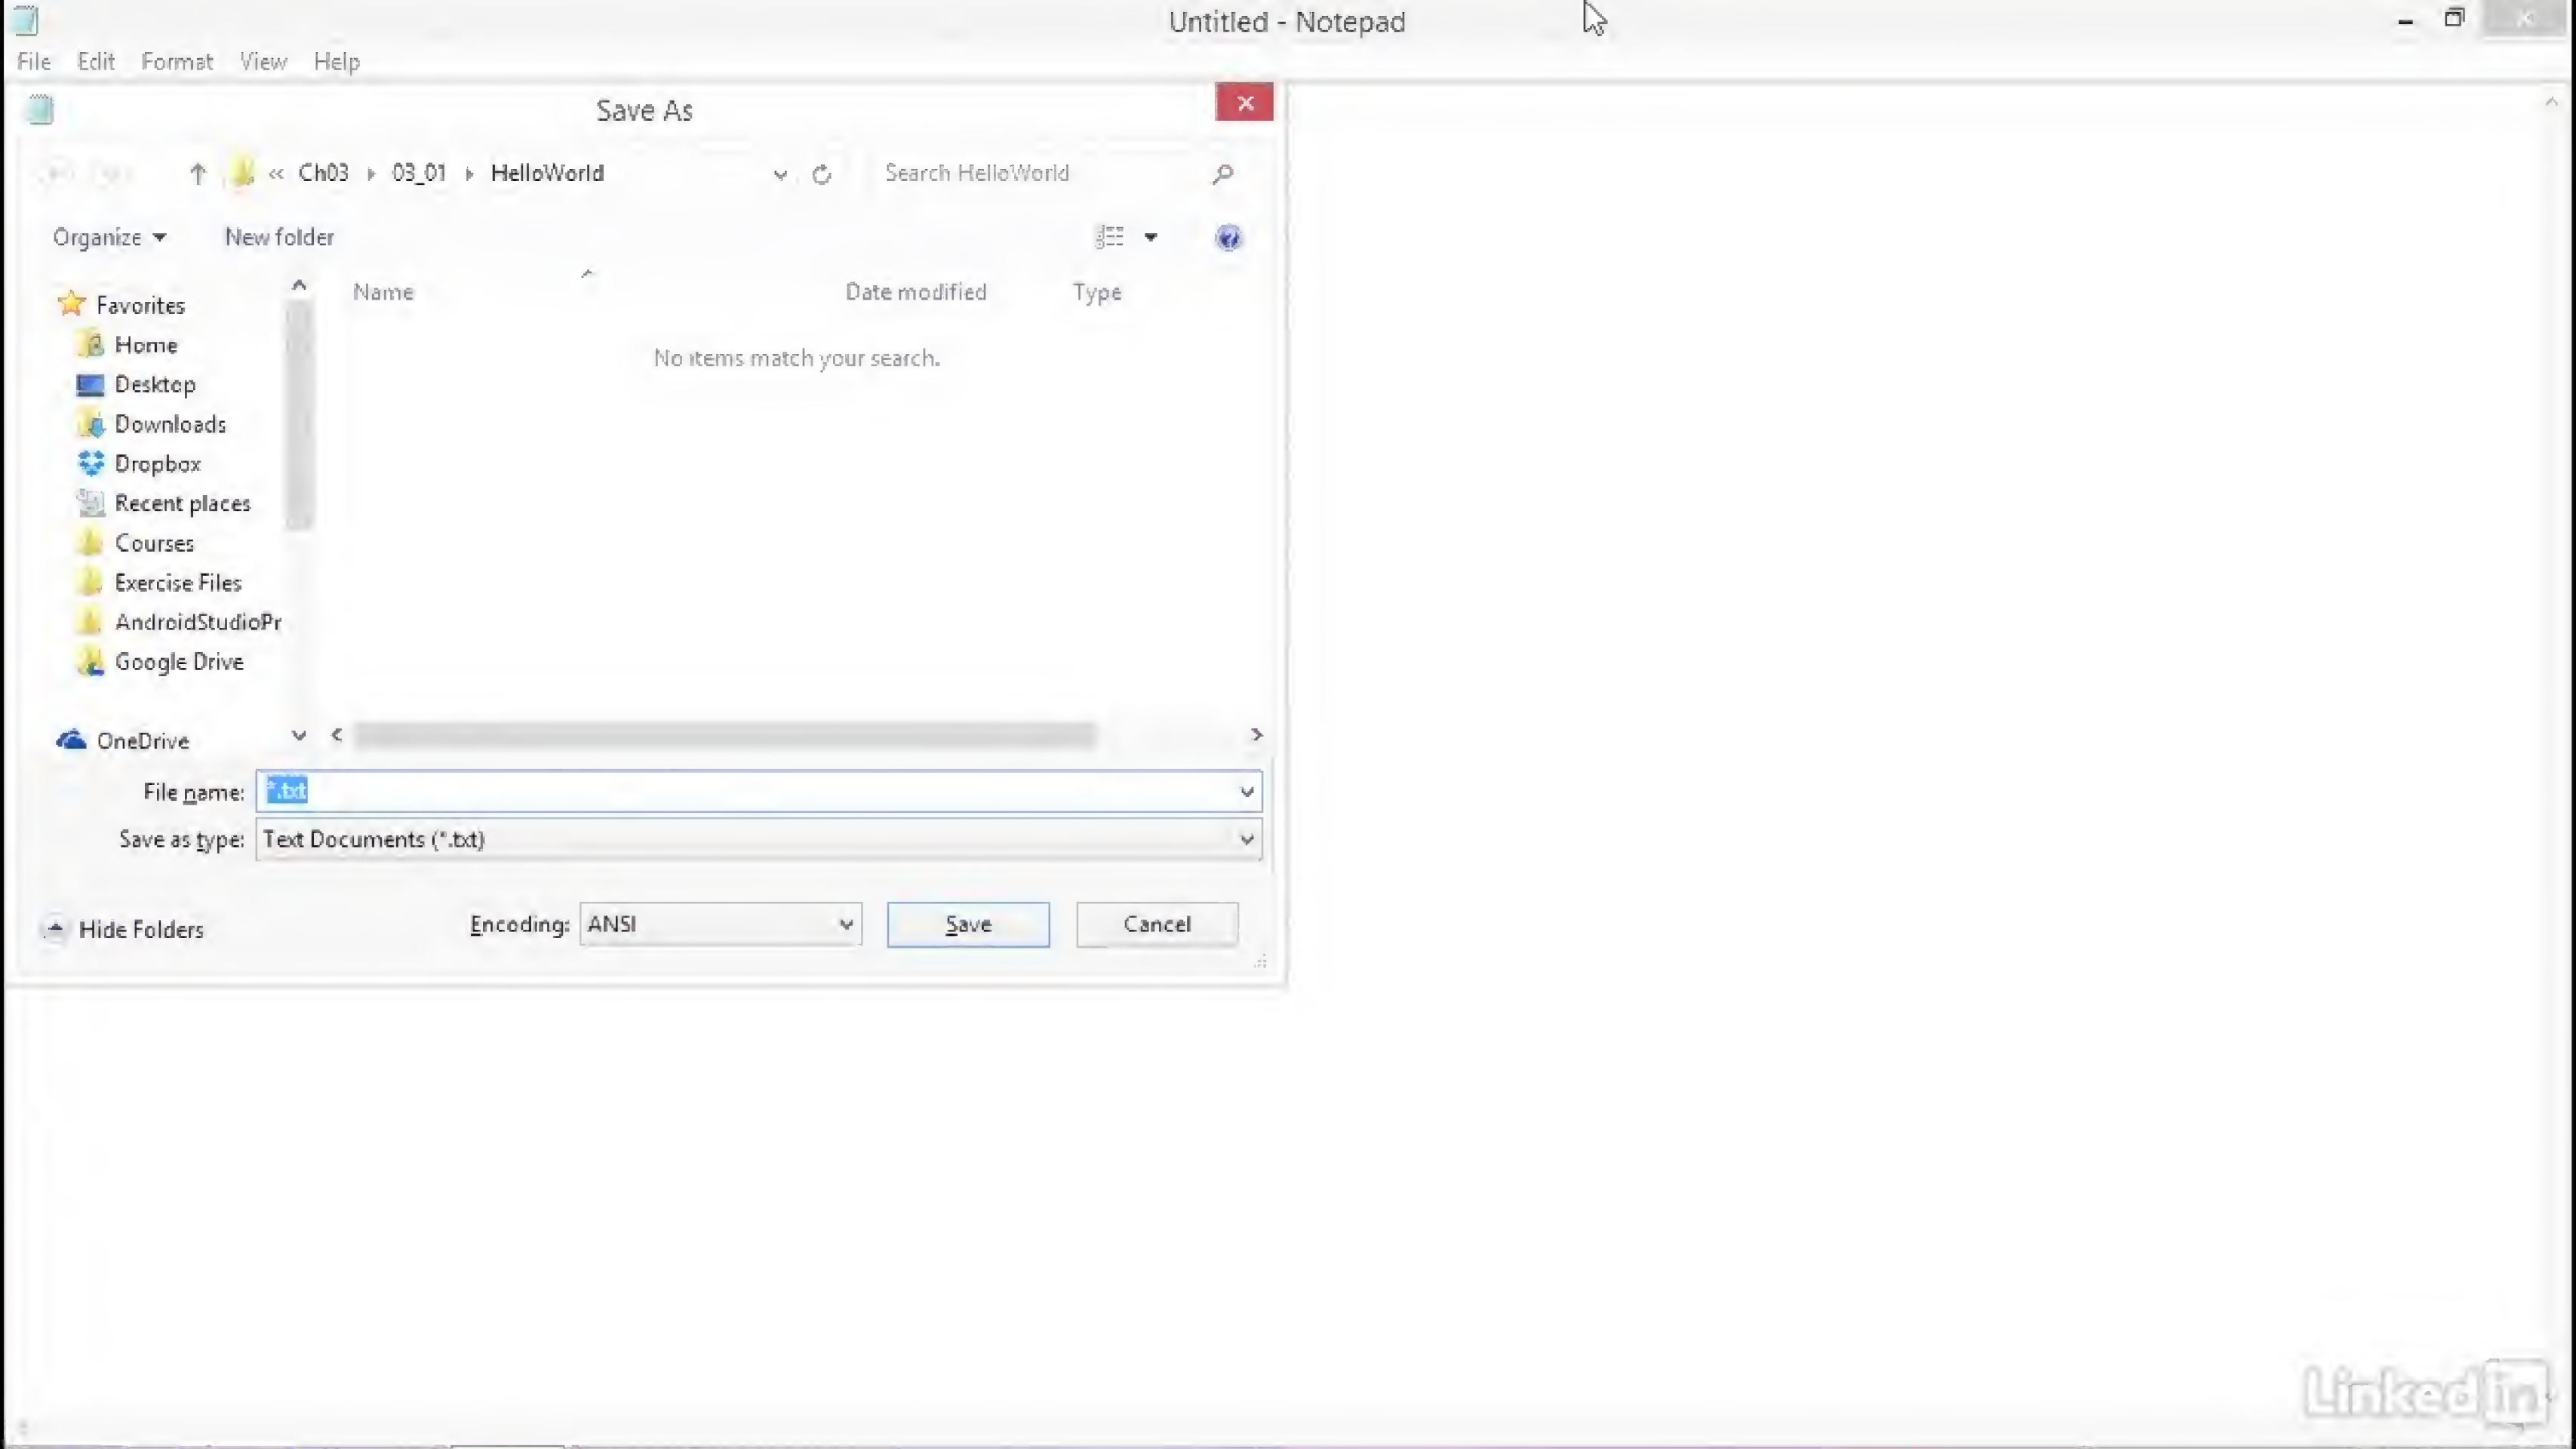 Untitled - Notepad
File Edit Format View Help
Save As
« Ch03 03_01 HelloWorld Search HelloWorld
Organize New folder
Name Date modified Type
No items match your search.
Favorites
Home
Desktop
Downloads
Dropbox
Recent places
Courses
Exercise Files
AndroidStudioPr
Google Drive
OneDrive
File name: *.txt
Save as type: Text Documents (*.txt)
Hide Folders Encoding: ANSI Save Cancel
Linked in